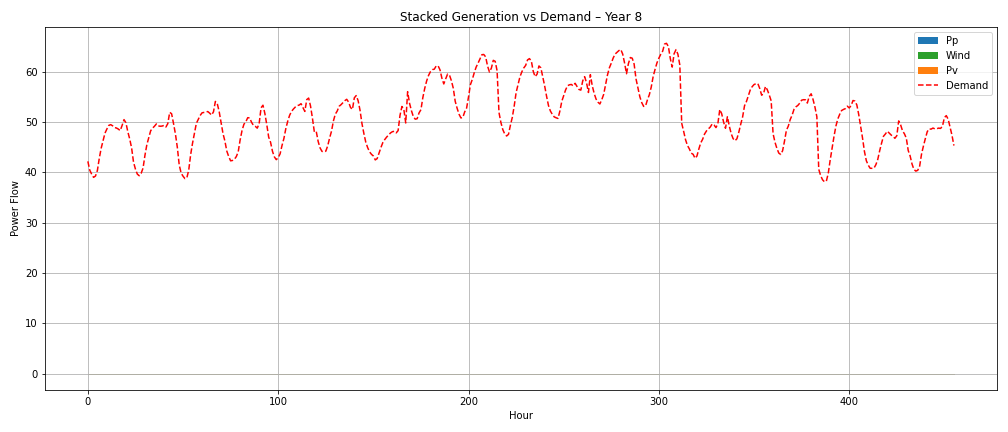 Stacked Generation vs Demand – Year 8
Pp
Wind
Pv
Demand
Power Flow
60
50
40
30
20
10
0
0 100 200 300 400
Hour